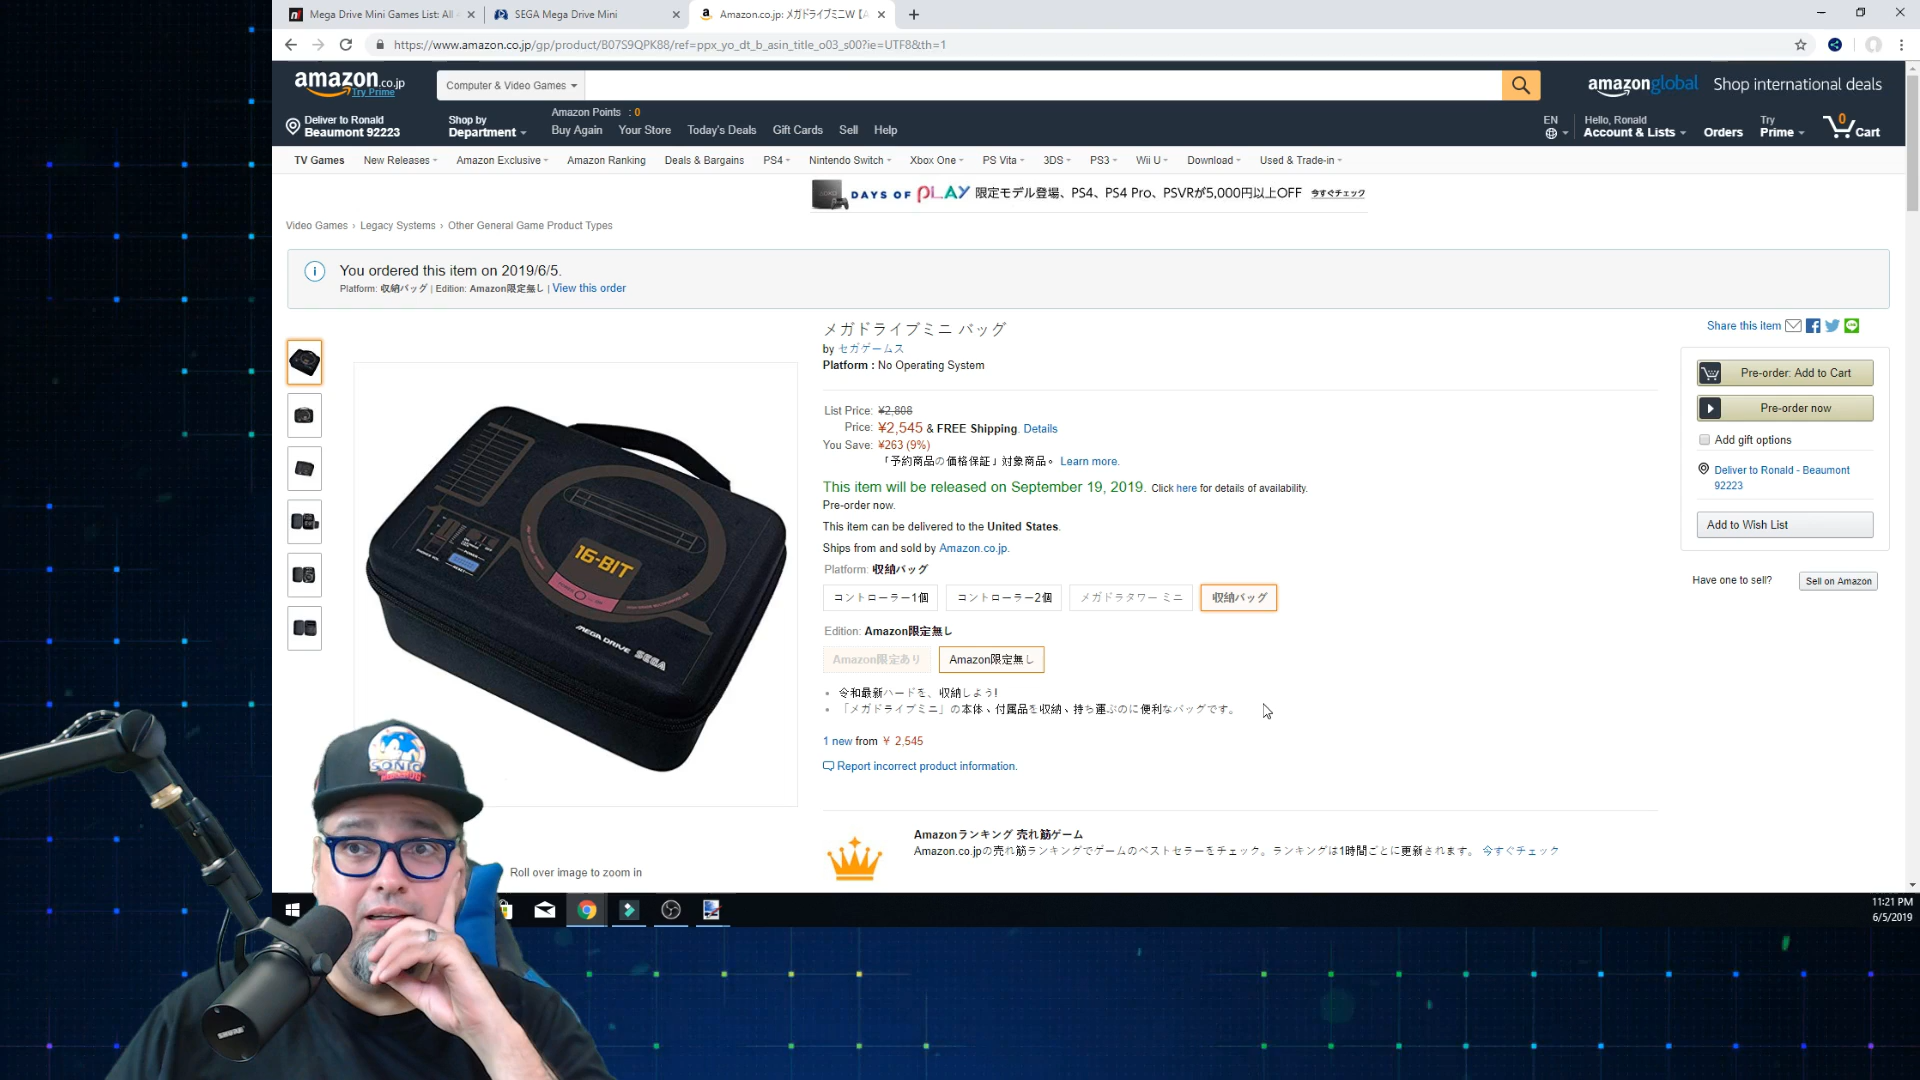 Mega Drive Mini Games List: All
SEGA Mega Drive Mini
Amazon.co.jp: メガドライブミニW【A
https://www.amazon.co.jp/gp/product/B07S9QPK88/ref=ppx_yo_dt_b_asin_title_o03_s00?ie=UTF8&th=1
amazon.co.jp
Try Prime
Computer & Video Games
amazonglobal Shop international deals
Deliver to Ronald
Beaumont 92223
Shop by
Department
Amazon Points : 0
Buy Again Your Store Today's Deals Gift Cards Sell Help
EN
Hello, Ronald
Account & Lists
Orders
Try
Prime
0
Cart
TV Games New Releases Amazon Exclusive Amazon Ranking Deals & Bargains PS4 Nintendo Switch Xbox One PS Vita 3DS PS3 Wii U Download Used & Trade-in
DAYS OF PLAY 限定モデル登場、PS4、PS4 Pro、PSVRが5,000円以上OFF 今すぐチェック
Video Games › Legacy Systems › Other General Game Product Types
You ordered this item on 2019/6/5.
Platform: 収納バッグ | Edition: Amazon限定無し | View this order
メガドライブミニ バッグ
by セガゲームス
Platform : No Operating System
List Price: ¥2,808
Price: ¥2,545 & FREE Shipping. Details
You Save: ¥263 (9%)
「予約商品の価格保証」対象商品。 Learn more.
This item will be released on September 19, 2019. Click here for details of availability.
Pre-order now.
This item can be delivered to the United States.
Ships from and sold by Amazon.co.jp.
Platform: 収納バッグ
コントローラー1個 コントローラー2個 メガドラタワー ミニ 収納バッグ
Edition: Amazon限定無し
Amazon限定あり Amazon限定無し
令和最新ハードを、収納しよう!
「メガドライブミニ」の本体、付属品を収納、持ち運ぶのに便利なバッグです。
1 new from ¥ 2,545
Report incorrect product information.
Amazonランキング 売れ筋ゲーム
Amazon.co.jpの売れ筋ランキングでゲームのベストセラーをチェック。ランキングは1時間ごとに更新されます。 今すぐチェック
Share this item
Pre-order: Add to Cart
Pre-order now
Add gift options
Deliver to Ronald - Beaumont
92223
Add to Wish List
Have one to sell?
Sell on Amazon
16-BIT
MEGA DRIVE SEGA
POWER
RESET
Roll over image to zoom in
SONIC
SHURE
11:21 PM
6/5/2019